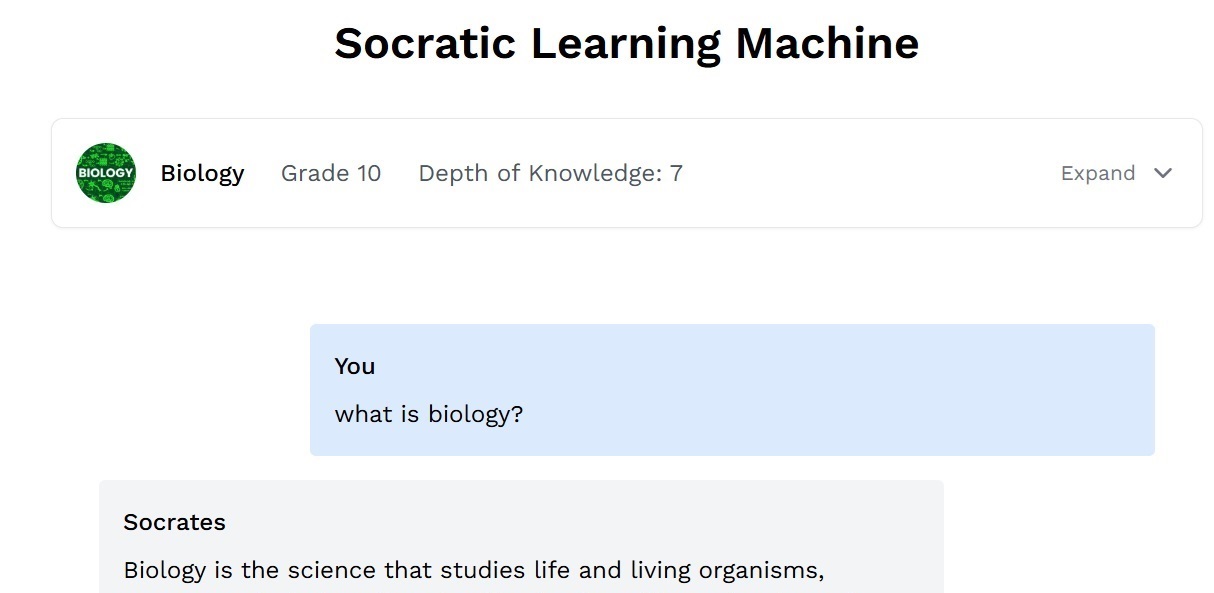 Socratic Learning Machine
BIOLOGY
Biology Grade 10 Depth of Knowledge: 7 Expand
You
what is biology?
Socrates
Biology is the science that studies life and living organisms,